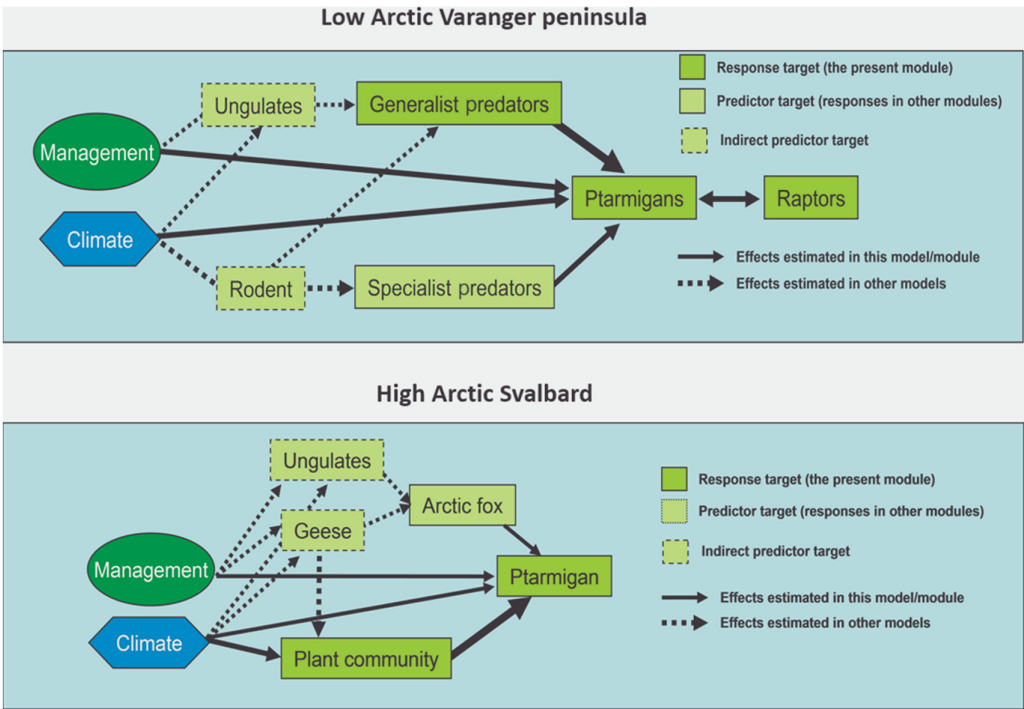 Low Arctic Varanger peninsula
Ungulates
Generalist predators
Management
Climate
Rodent
Specialist predators
Ptarmigans
Raptors
Response target (the present module)
Predictor target (responses in other modules)
Indirect predictor target
Effects estimated in this model/module
Effects estimated in other models
High Arctic Svalbard
Ungulates
Geese
Arctic fox
Management
Climate
Plant community
Ptarmigan
Response target (the present module)
Predictor target (responses in other modules)
Indirect predictor target
Effects estimated in this model/module
Effects estimated in other models